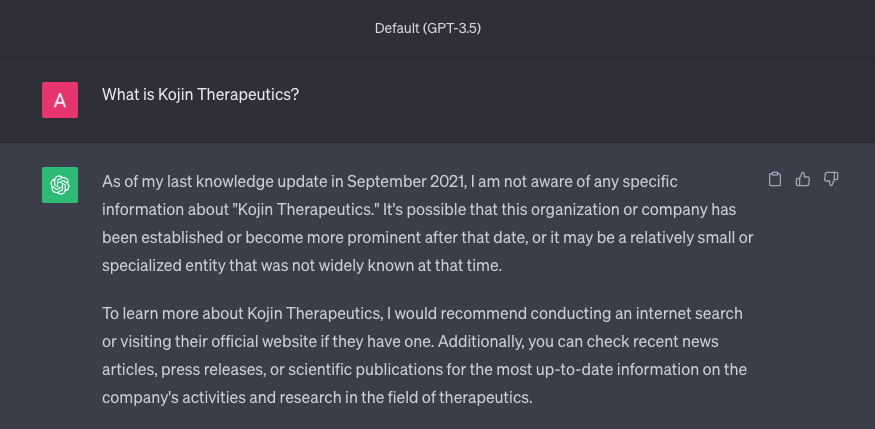 Default (GPT-3.5)
A
What is Kojin Therapeutics?
As of my last knowledge update in September 2021, I am not aware of any specific
information about "Kojin Therapeutics." It's possible that this organization or company has
been established or become more prominent after that date, or it may be a relatively small or
specialized entity that was not widely known at that time.
To learn more about Kojin Therapeutics, I would recommend conducting an internet search
or visiting their official website if they have one. Additionally, you can check recent news
articles, press releases, or scientific publications for the most up-to-date information on the
company's activities and research in the field of therapeutics.